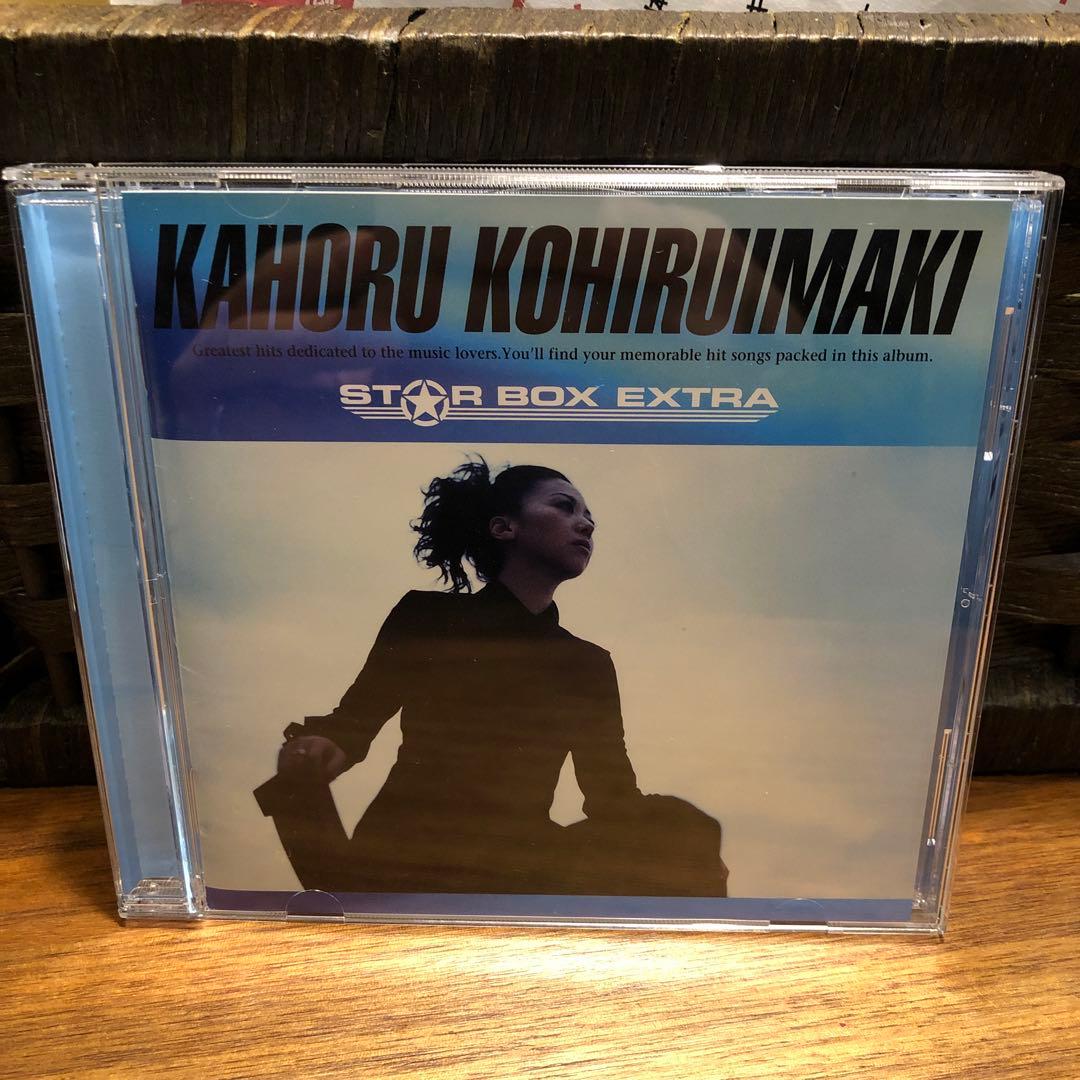 KAHORU KOHIRUIMAKI
Greatest hits dedicated to the music lovers.You'll find your memorable hit songs packed in this album.
STAR BOX EXTRA